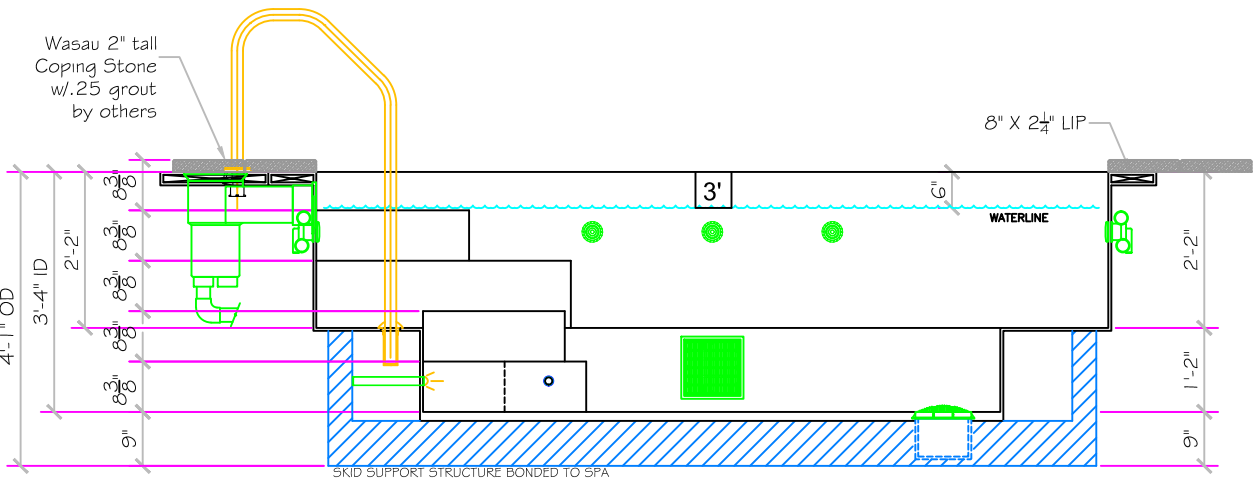 Wasau 2" tall
Coping Stone
w/.25 grout
by others
8" X 2¼" LIP
3'
6"
WATERLINE
4'-1" OD
3'-4" ID
2'-2"
8⅜"
8⅜"
8⅜"
8⅜"
8⅜"
9"
2'-2"
1'-2"
9"
SKID SUPPORT STRUCTURE BONDED TO SPA